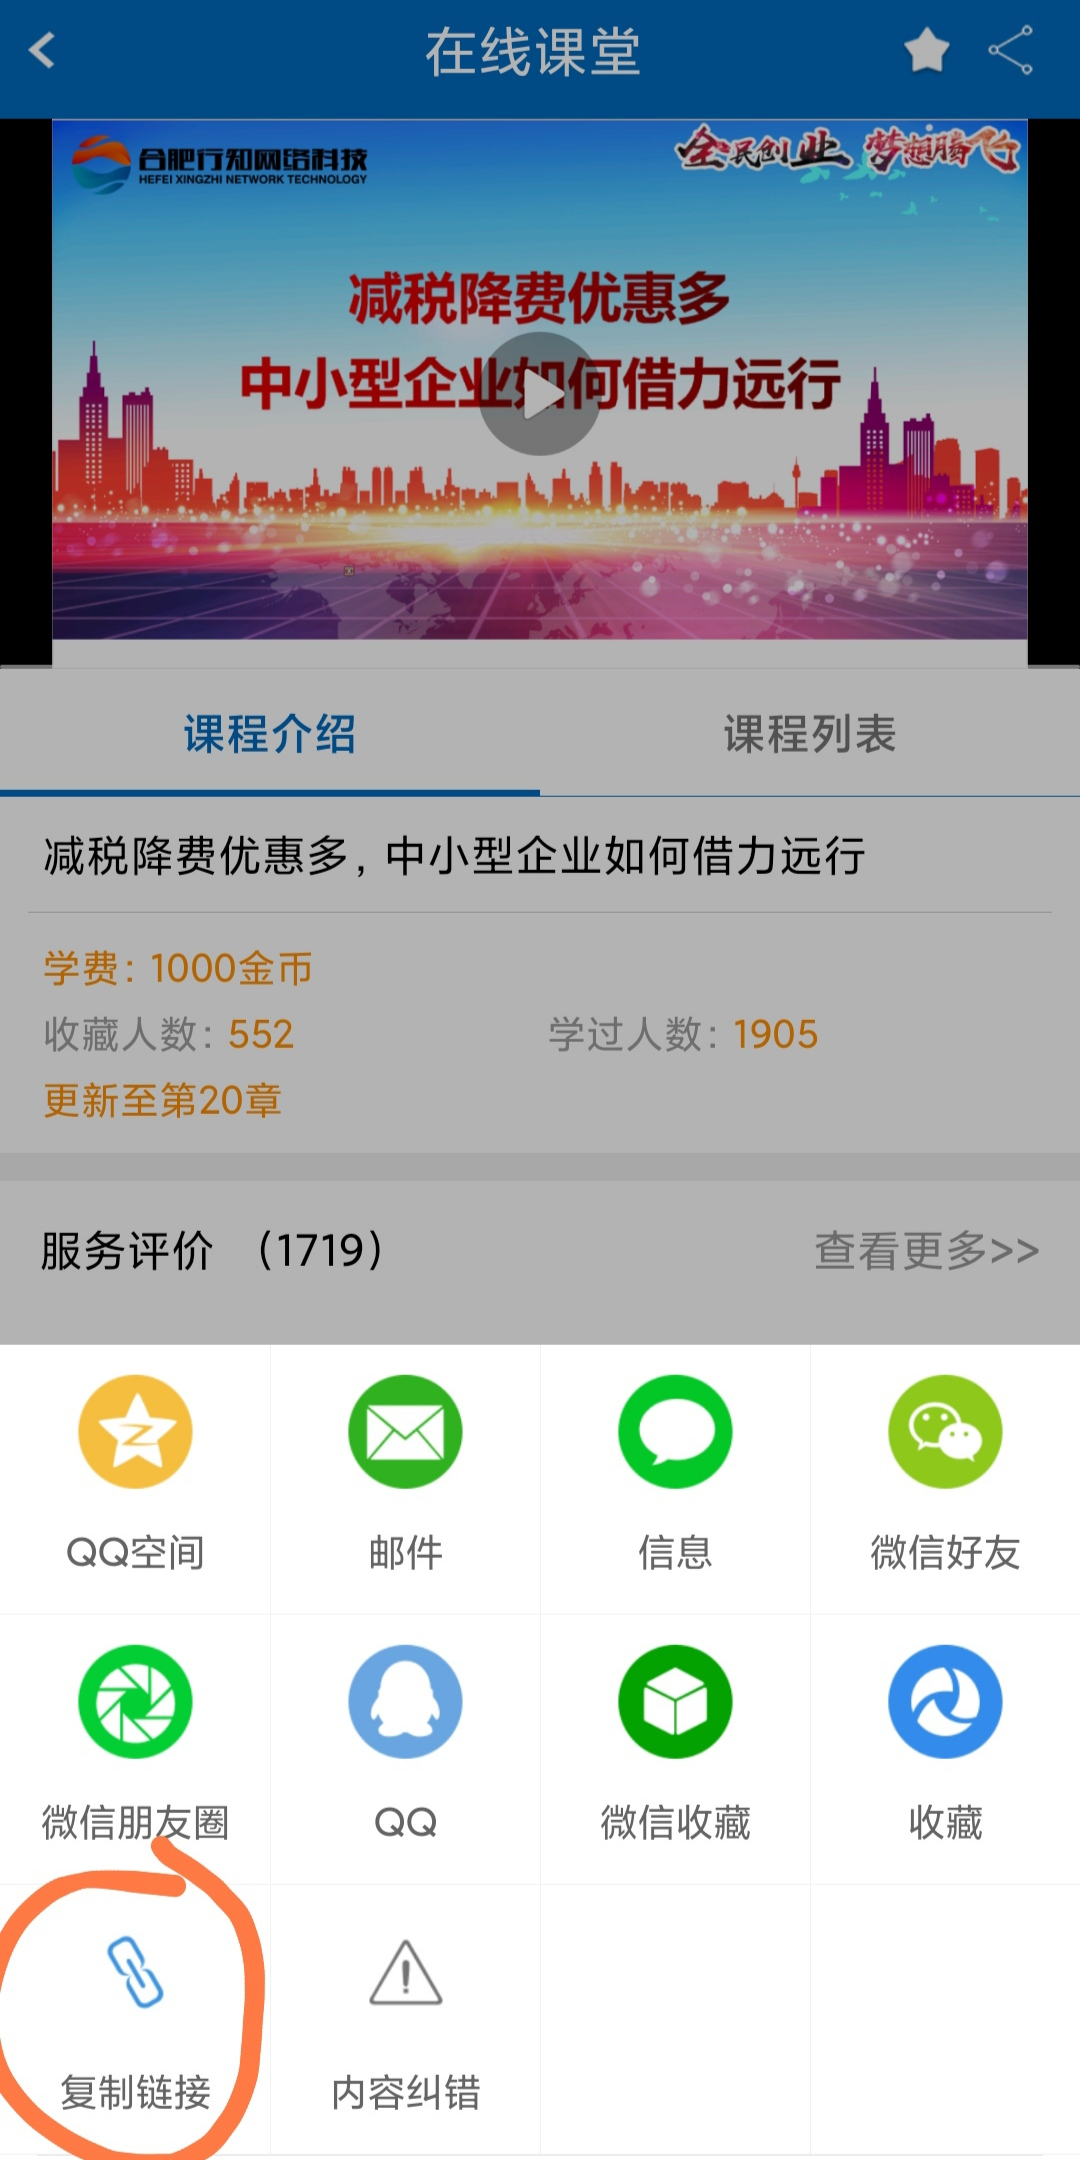 在线课堂
合肥行知网络科技
HEFEI XINGZHI NETWORK TECHNOLOGY
全民创业 梦想腾飞
减税降费优惠多
中小型企业如何借力远行
课程介绍
课程列表
减税降费优惠多,中小型企业如何借力远行
学费:1000金币
收藏人数:552
学过人数:1905
更新至第20章
服务评价 (1719)
查看更多>>
QQ空间
邮件
信息
微信好友
微信朋友圈
QQ
微信收藏
收藏
复制链接
内容纠错